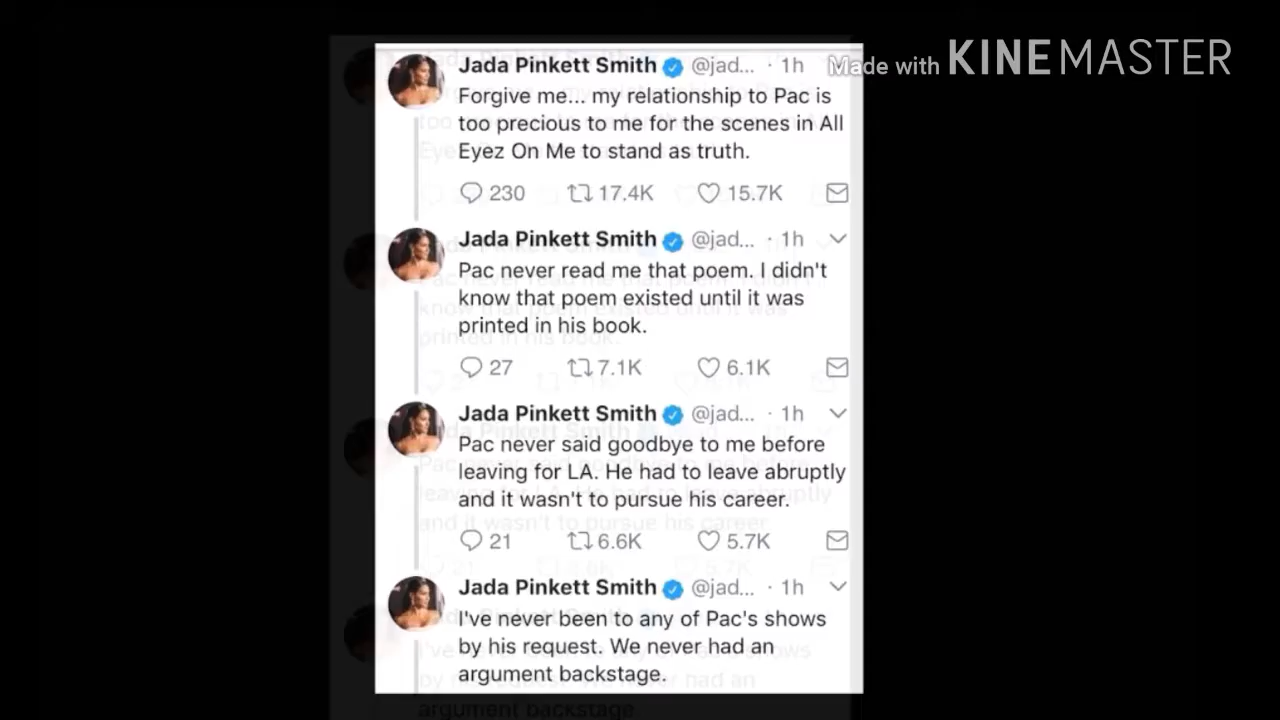 Made with KINEMASTER
Jada Pinkett Smith @jad... · 1h
Forgive me... my relationship to Pac is
too precious to me for the scenes in All
Eyez On Me to stand as truth.
230 17.4K 15.7K
Jada Pinkett Smith @jad... · 1h
Pac never read me that poem. I didn't
know that poem existed until it was
printed in his book.
27 7.1K 6.1K
Jada Pinkett Smith @jad... · 1h
Pac never said goodbye to me before
leaving for LA. He had to leave abruptly
and it wasn't to pursue his career.
21 6.6K 5.7K
Jada Pinkett Smith @jad... · 1h
I've never been to any of Pac's shows
by his request. We never had an
argument backstage.